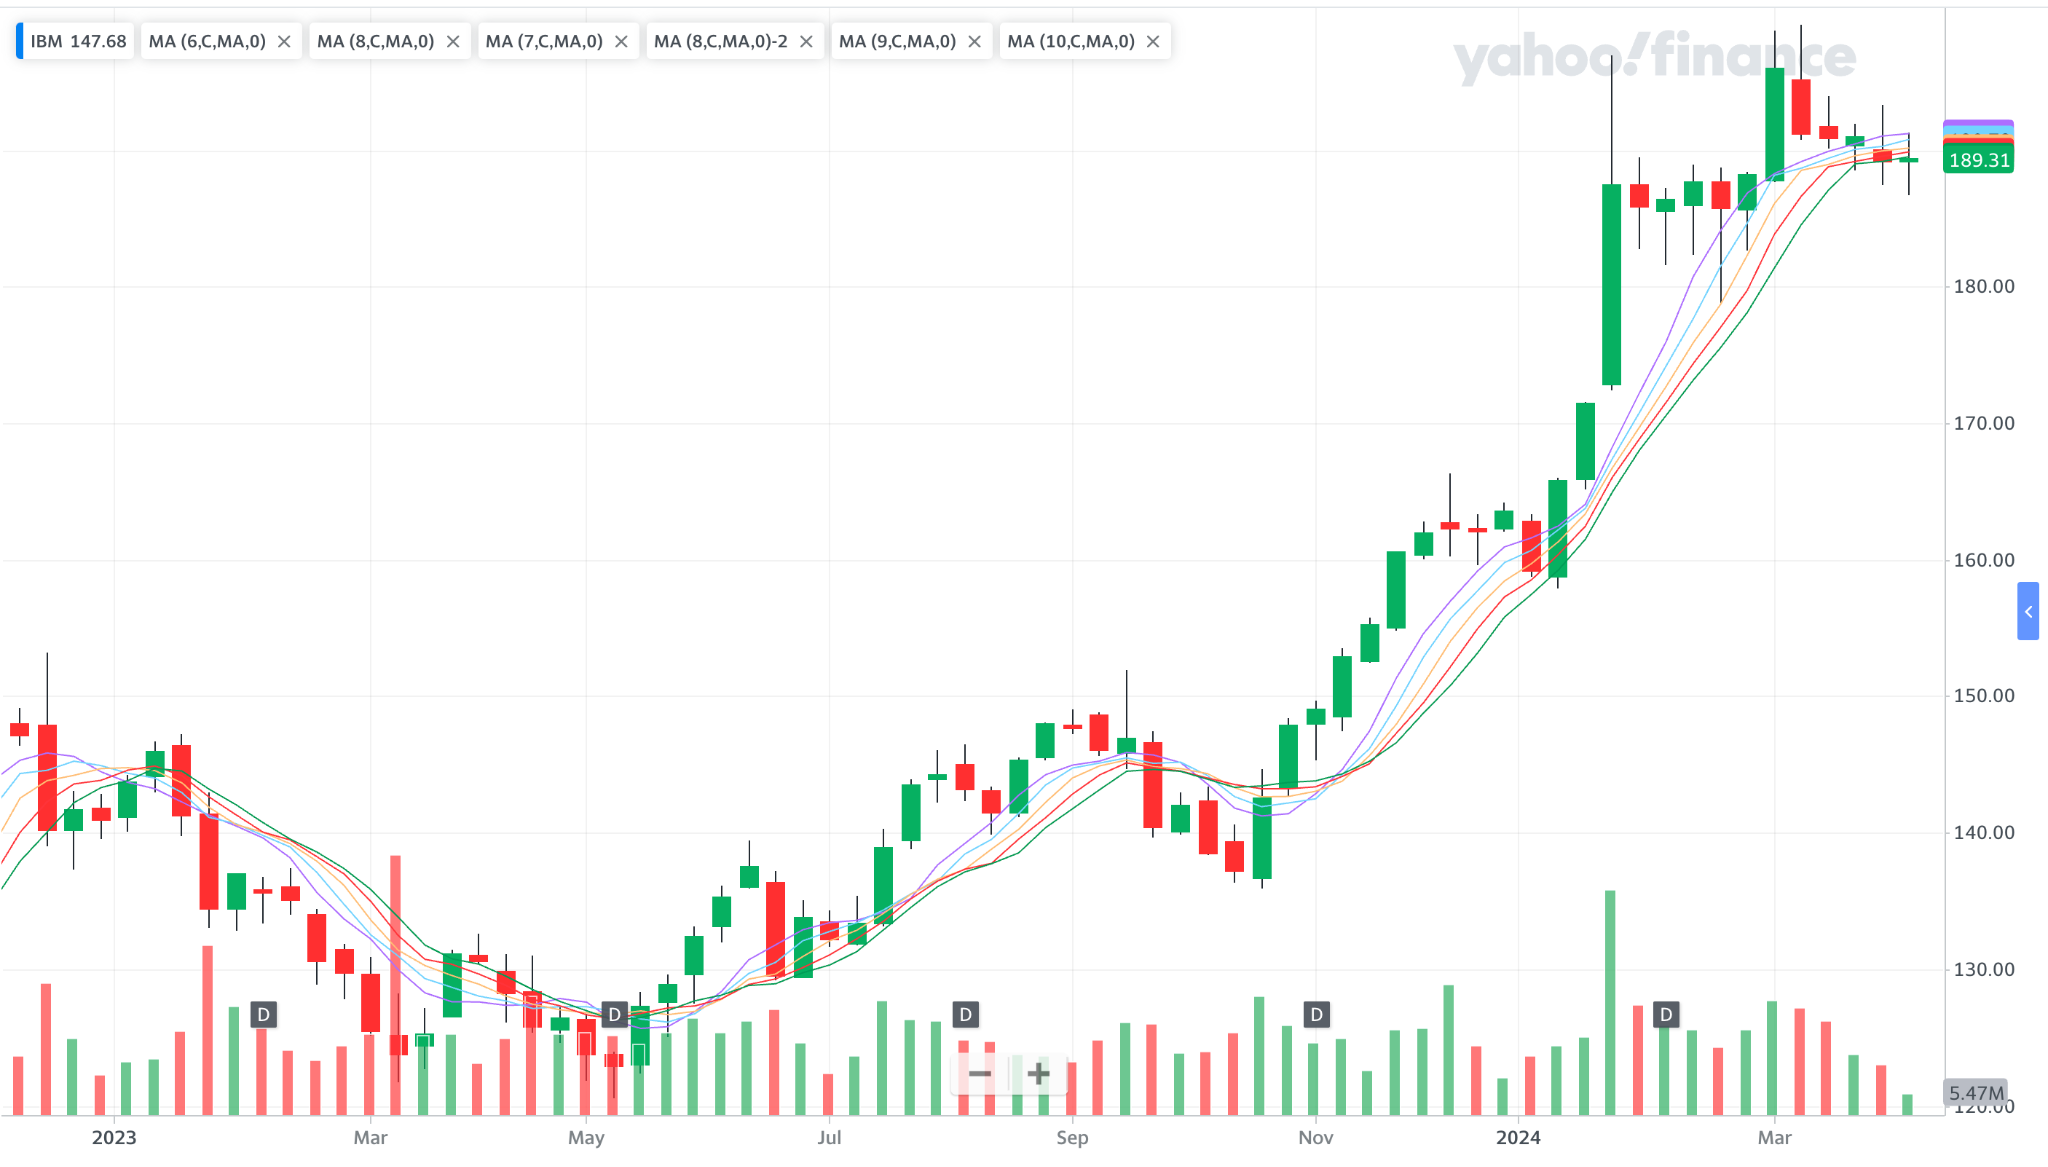 IBM 147.68 MA (6,C,MA,0) MA (8,C,MA,0) MA (7,C,MA,0) MA (8,C,MA,0)-2 MA (9,C,MA,0) MA (10,C,MA,0)
yahoo!finance
189.31
180.00
170.00
160.00
150.00
140.00
130.00
D D D D D
5.47M
120.00
2023 Mar May Jul Sep Nov 2024 Mar